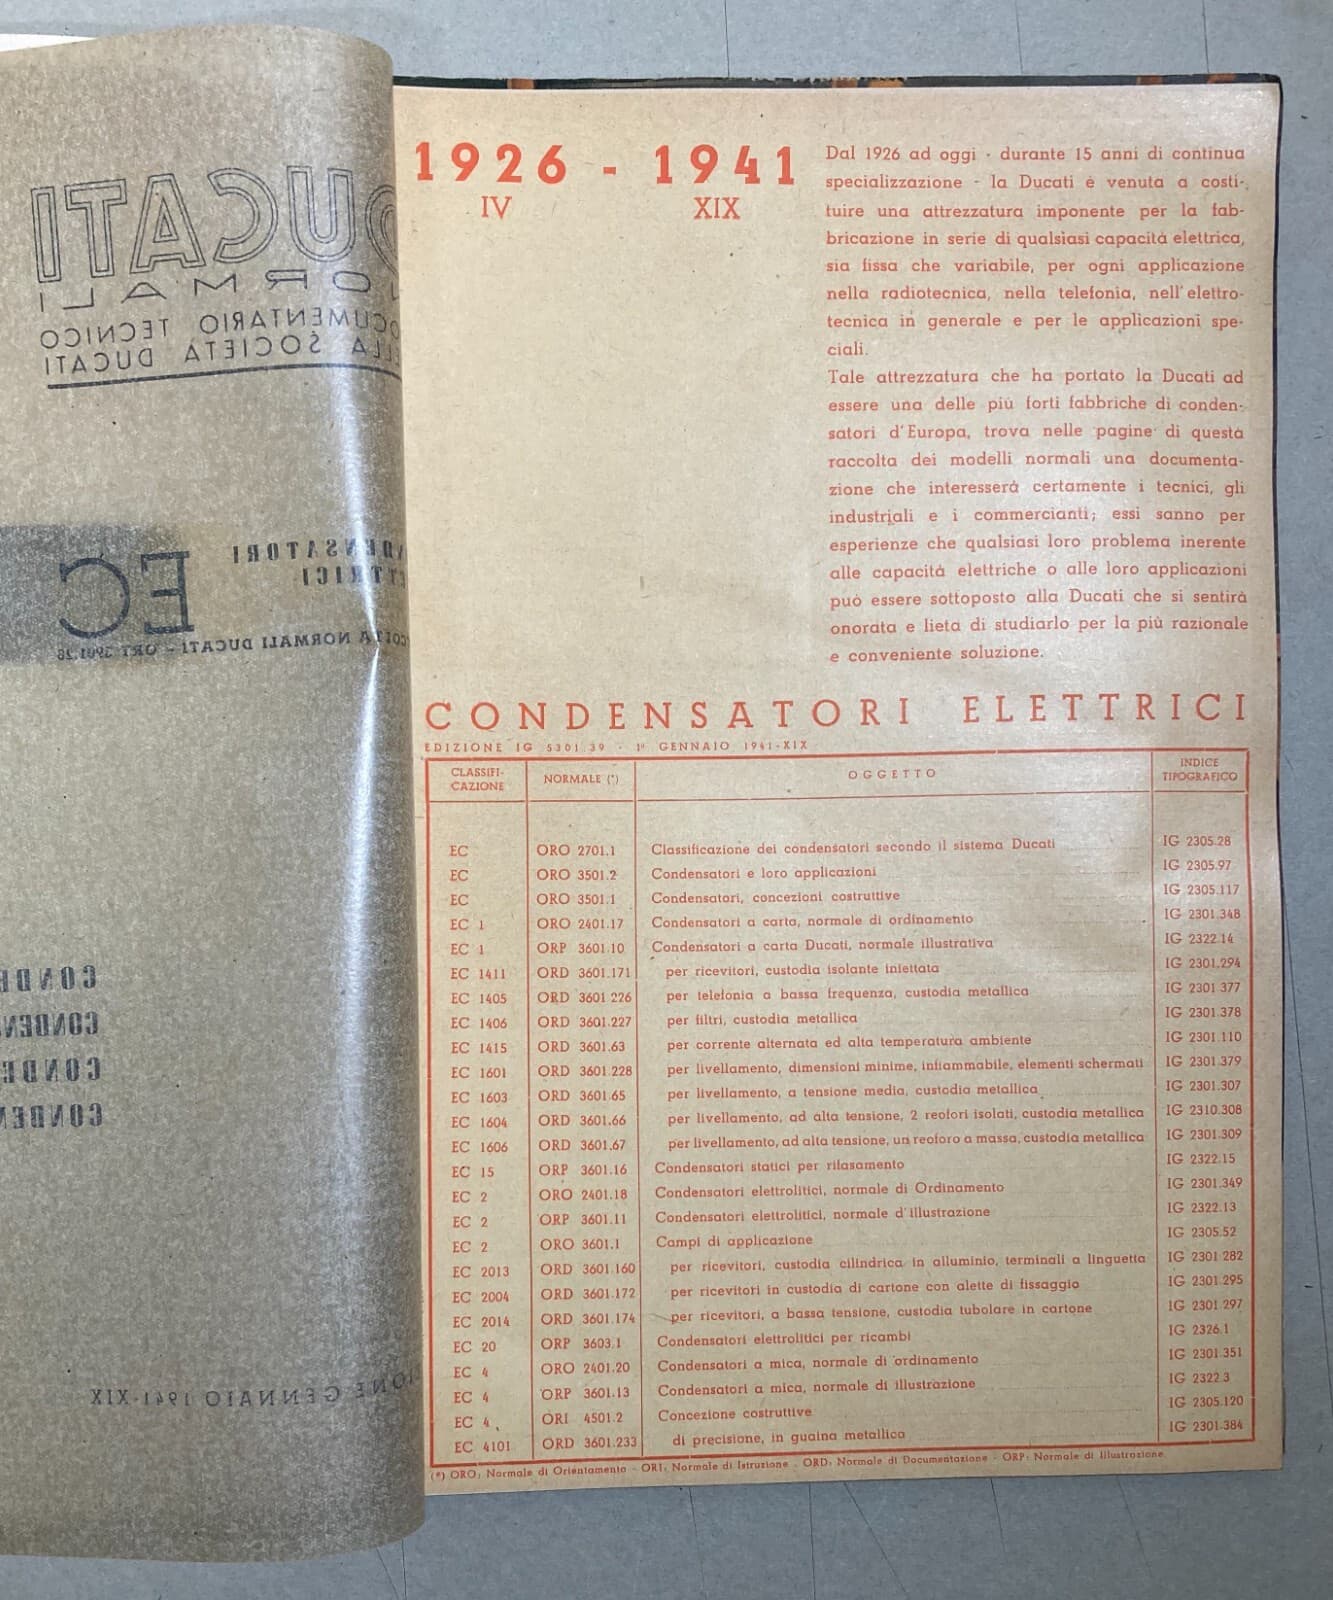 DUCATI
NORMALI
DOCUMENTARIO TECNICO
DELLA SOCIETÀ DUCATI
EC
NORMALI DUCATI - ORT 3901.28
CONDE
CONDEN
CONDE
CONDEN
GENNAIO 1941-XIX
1926 - 1941
IV XIX
Dal 1926 ad oggi - durante 15 anni di continua
specializzazione - la Ducati è venuta a costi-
tuire una attrezzatura imponente per la fab-
bricazione in serie di qualsiasi capacità elettrica,
sia fissa che variabile, per ogni applicazione
nella radiotecnica, nella telefonia, nell'elettro-
tecnica in generale e per le applicazioni spe-
ciali.
Tale attrezzatura che ha portato la Ducati ad
essere una delle più forti fabbriche di conden-
satori d'Europa, trova nelle pagine di questa
raccolta dei modelli normali una documenta-
zione che interesserà certamente i tecnici, gli
industriali e i commercianti; essi sanno per
esperienze che qualsiasi loro problema inerente
alle capacità elettriche o alle loro applicazioni
può essere sottoposto alla Ducati che si sentirà
onorata e lieta di studiarlo per la più razionale
e conveniente soluzione.
CONDENSATORI ELETTRICI
EDIZIONE IG 5301.39 - 1º GENNAIO 1941-XIX
CLASSIFI-CAZIONE NORMALE (*) OGGETTO INDICE TIPOGRAFICO
EC ORO 2701.1 Classificazione dei condensatori secondo il sistema Ducati IG 2305.28
EC ORO 3501.2 Condensatori e loro applicazioni IG 2305.97
EC ORO 3501.1 Condensatori, concezioni costruttive IG 2305.117
EC 1 ORO 2401.17 Condensatori a carta, normale di ordinamento IG 2301.348
EC 1 ORP 3601.10 Condensatori a carta Ducati, normale illustrativa IG 2322.14
EC 1411 ORD 3601.171 per ricevitori, custodia isolante iniettata IG 2301.294
EC 1405 ORD 3601 226 per telefonia a bassa frequenza, custodia metallica IG 2301 377
EC 1406 ORD 3601.227 per filtri, custodia metallica IG 2301.378
EC 1415 ORD 3601.63 per corrente alternata ed alta temperatura ambiente IG 2301.110
EC 1601 ORD 3601.228 per livellamento, dimensioni minime, infiammabile, elementi schermati IG 2301.379
EC 1603 ORD 3601.65 per livellamento, a tensione media, custodia metallica IG 2301.307
EC 1604 ORD 3601.66 per livellamento, ad alta tensione, 2 reofori isolati, custodia metallica IG 2310.308
EC 1606 ORD 3601.67 per livellamento, ad alta tensione, un reoforo a massa, custodia metallica IG 2301.309
EC 15 ORP 3601.16 Condensatori statici per rifasamento IG 2322.15
EC 2 ORO 2401.18 Condensatori elettrolitici, normale di Ordinamento IG 2301.349
EC 2 ORP 3601.11 Condensatori elettrolitici, normale d'illustrazione IG 2322.13
EC 2 ORO 3601.1 Campi di applicazione IG 2305.52
EC 2013 ORD 3601.160 per ricevitori, custodia cilindrica in alluminio, terminali a linguetta IG 2301 282
EC 2004 ORD 3601.172 per ricevitori in custodia di cartone con alette di fissaggio IG 2301.295
EC 2014 ORD 3601.174 per ricevitori, a bassa tensione, custodia tubolare in cartone IG 2301.297
EC 20 ORP 3603.1 Condensatori elettrolitici per ricambi IG 2326.1
EC 4 ORO 2401.20 Condensatori a mica, normale di ordinamento IG 2301.351
EC 4 ORP 3601.13 Condensatori a mica, normale di illustrazione IG 2322.3
EC 4 ORI 4501.2 Concezione costruttive IG 2305.120
EC 4101 ORD 3601.233 di precisione, in guaina metallica IG 2301.384
(*) ORO: Normale di Orientamento - ORI: Normale di Istruzione - ORD: Normale di Documentazione - ORP: Normale di Illustrazione